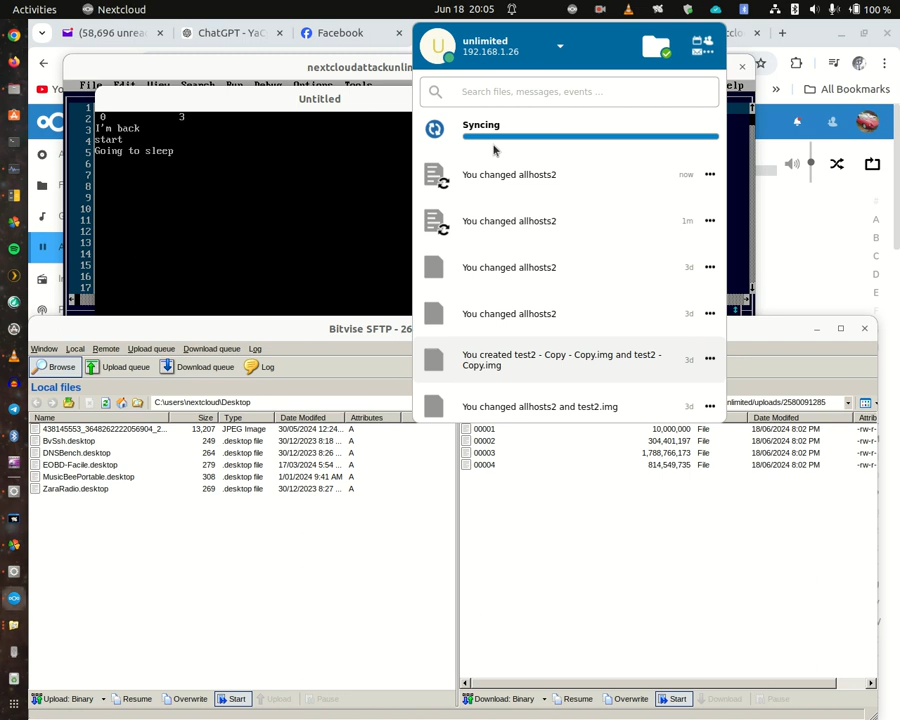 Activities
Nextcloud
Jun 18 20:05
100 %
(58,696 unrea
ChatGPT - YaC
Facebook
nextcloudattackunlin
File Edit View Se
elp
All Bookmarks
Untitled
0 3
I'm back
start
Going to sleep
1
2
3
4
5
6
7
8
9
10
11
12
13
14
15
16
17
U
unlimited
192.168.1.26
Search files, messages, events ...
Syncing
You changed allhosts2
now
You changed allhosts2
1m
You changed allhosts2
3d
You changed allhosts2
3d
You created test2 - Copy - Copy.img and test2 -
Copy.img
3d
You changed allhosts2 and test2.img
3d
A
B
C
D
E
Bitvise SFTP - 26
Window Local Remote Upload queue Download queue Log
Browse Upload queue Download queue Log
Local files
C:\users\nextcloud\Desktop
nlimited/uploads/2580091285
Name Size Type Date Modifed Attributes
438145553_3648262222056904_2... 13,207 JPEG Image 30/05/2024 12:24... A
BvSsh.desktop 249 .desktop file 30/12/2023 8:18 ... A
DNSBench.desktop 264 .desktop file 30/12/2023 8:26 ... A
EOBD-Facile.desktop 279 .desktop file 17/03/2024 5:54 ... A
MusicBeePortable.desktop 308 .desktop file 1/01/2024 9:41 AM A
ZaraRadio.desktop 269 .desktop file 30/12/2023 8:27 ... A
Date Modifed Attrib
00001 10,000,000 File 18/06/2024 8:02 PM -rw-r-
00002 304,401,197 File 18/06/2024 8:02 PM -rw-r-
00003 1,788,766,173 File 18/06/2024 8:02 PM -rw-r-
00004 814,549,735 File 18/06/2024 8:02 PM -rw-r-
Upload: Binary Resume Overwrite Start Upload Pause
Download: Binary Resume Overwrite Start Download Pause